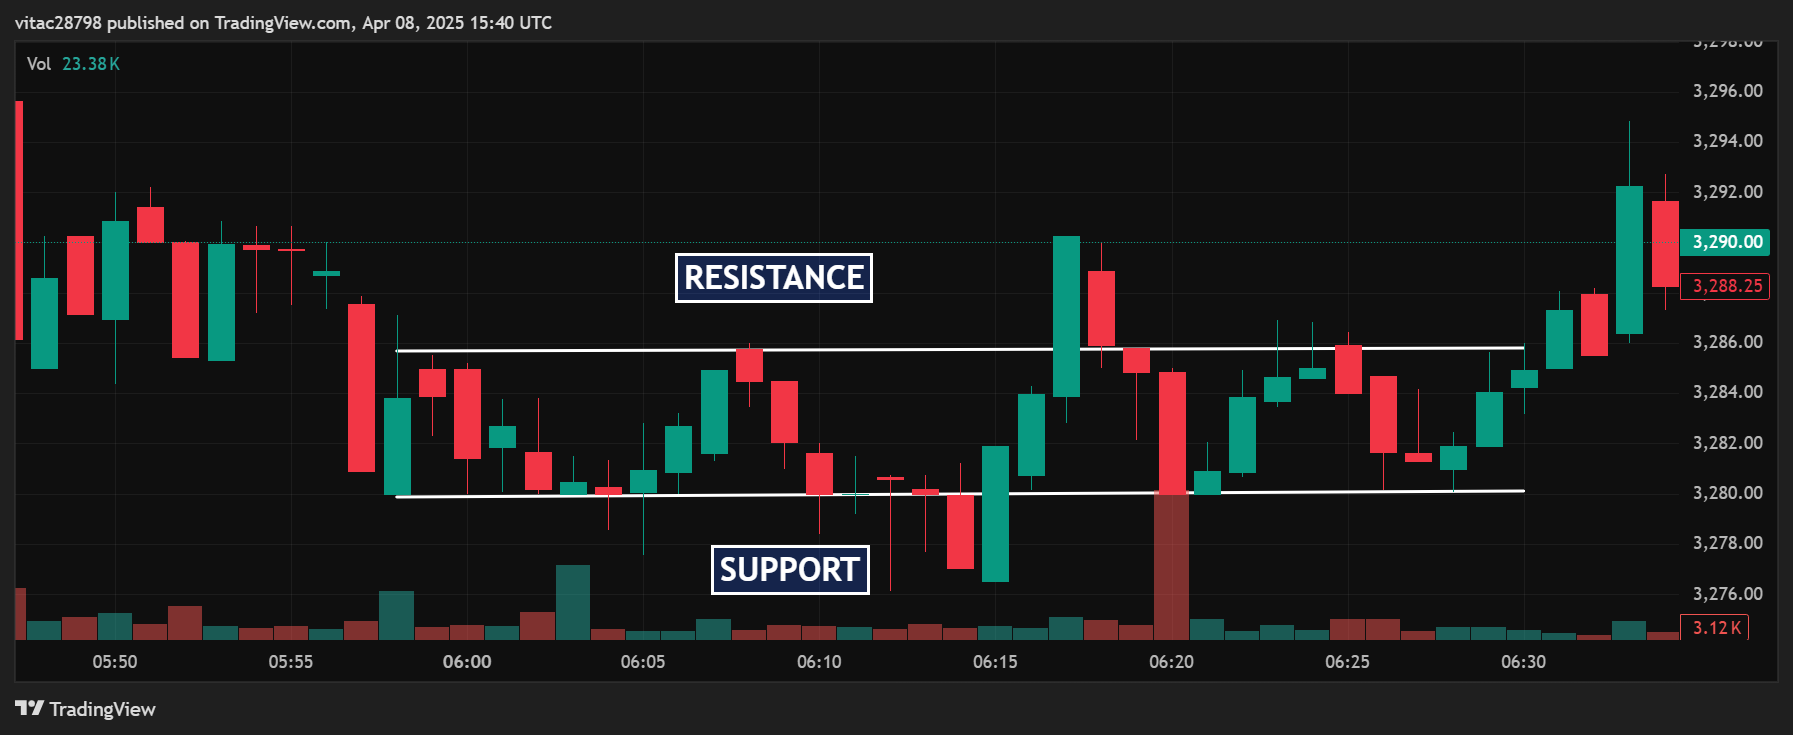 vitac28798 published on TradingView.com, Apr 08, 2025 15:40 UTC
Vol 23.38K
3,298.00
3,296.00
3,294.00
3,292.00
3,290.00
3,288.25
3,286.00
3,284.00
3,282.00
3,280.00
3,278.00
3,276.00
3.12K
RESISTANCE
SUPPORT
05:50 05:55 06:00 06:05 06:10 06:15 06:20 06:25 06:30
TradingView